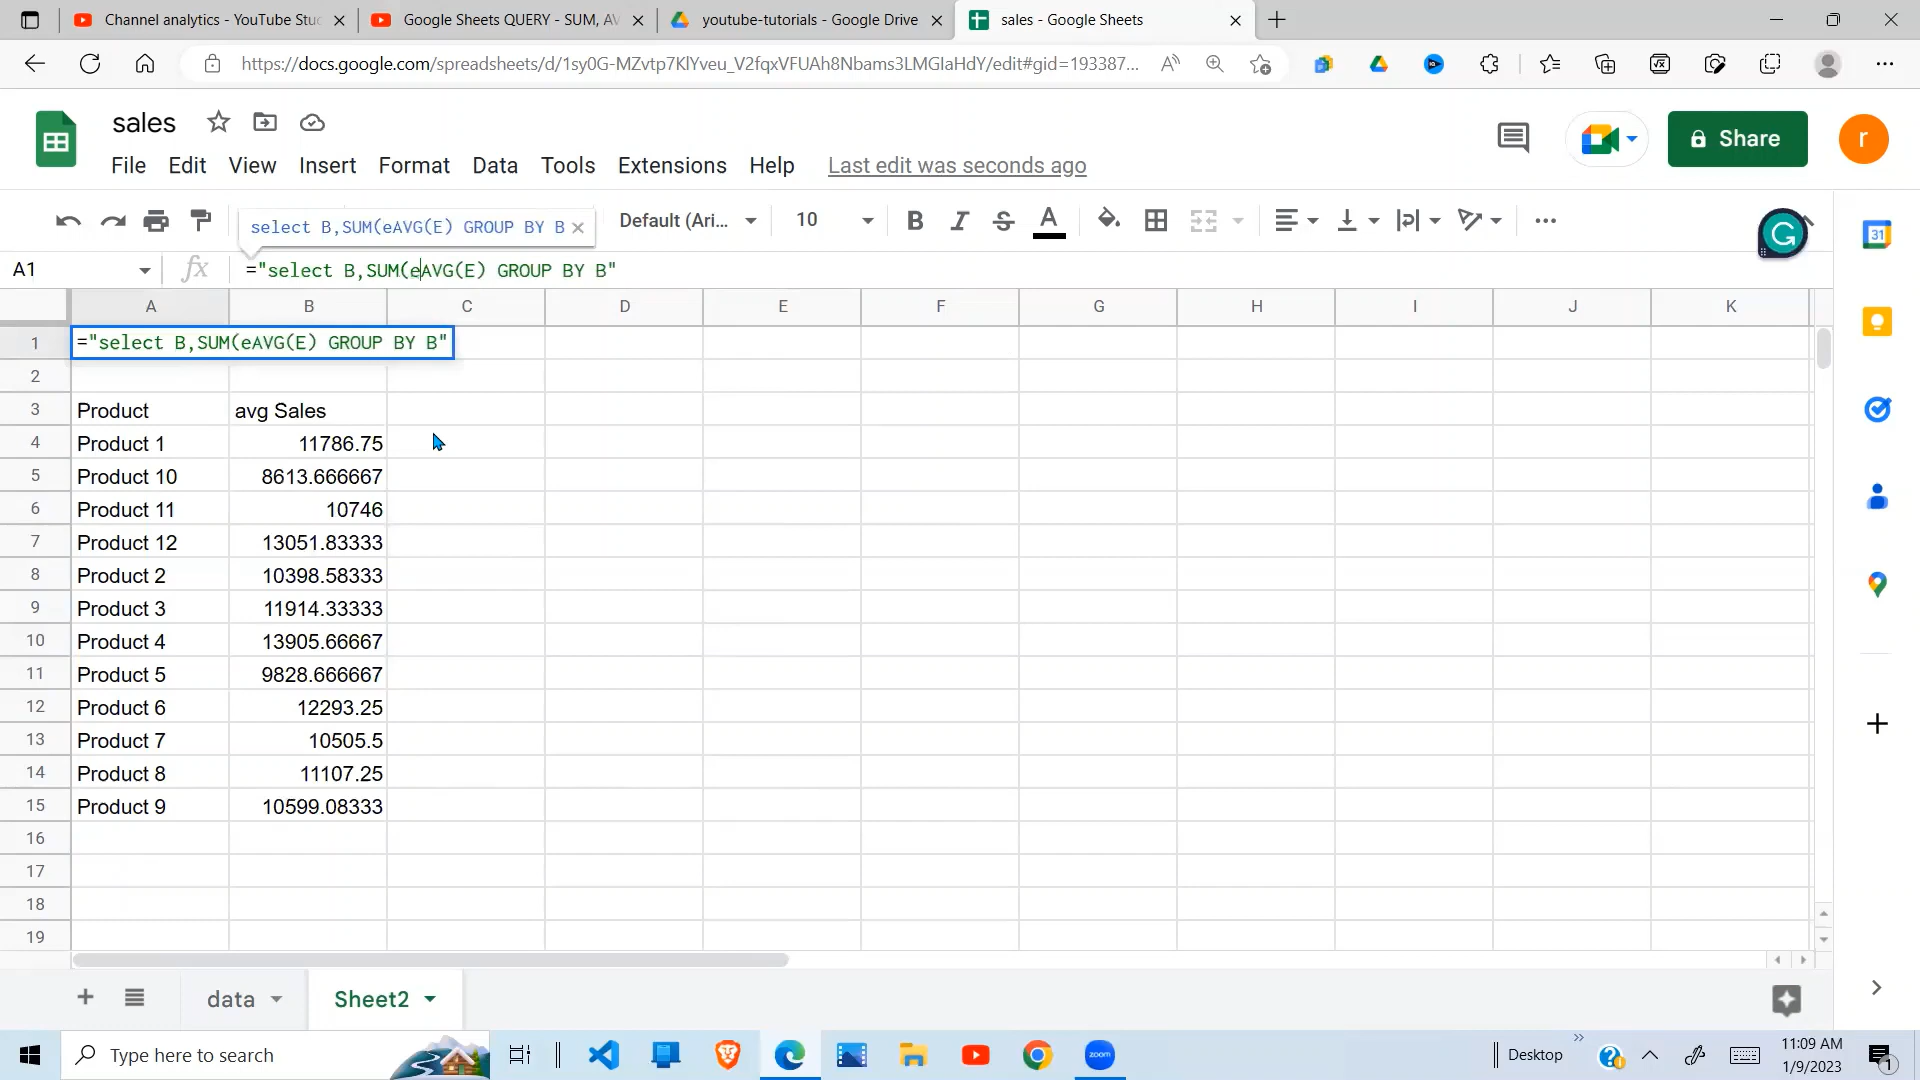 Channel analytics - YouTube Stu
Google Sheets QUERY - SUM, AV
youtube-tutorials - Google Drive
sales - Google Sheets
https://docs.google.com/spreadsheets/d/1sy0G-MZvtp7KlYveu_V2fqxVFUAh8Nbams3LMGIaHdY/edit#gid=193387...
sales
Share
r
File Edit View Insert Format Data Tools Extensions Help Last edit was seconds ago
select B,SUM(eAVG(E) GROUP BY B
Default (Ari... 10 B I S A
31
G
A1 fx ="select B,SUM(eAVG(E) GROUP BY B"
A B C D E F G H I J K
1 ="select B,SUM(eAVG(E) GROUP BY B"
2
3 Product avg Sales
4 Product 1 11786.75
5 Product 10 8613.666667
6 Product 11 10746
7 Product 12 13051.83333
8 Product 2 10398.58333
9 Product 3 11914.33333
10 Product 4 13905.66667
11 Product 5 9828.666667
12 Product 6 12293.25
13 Product 7 10505.5
14 Product 8 11107.25
15 Product 9 10599.08333
16
17
18
19
data Sheet2
Type here to search
zoom
Desktop
11:09 AM
1/9/2023
1